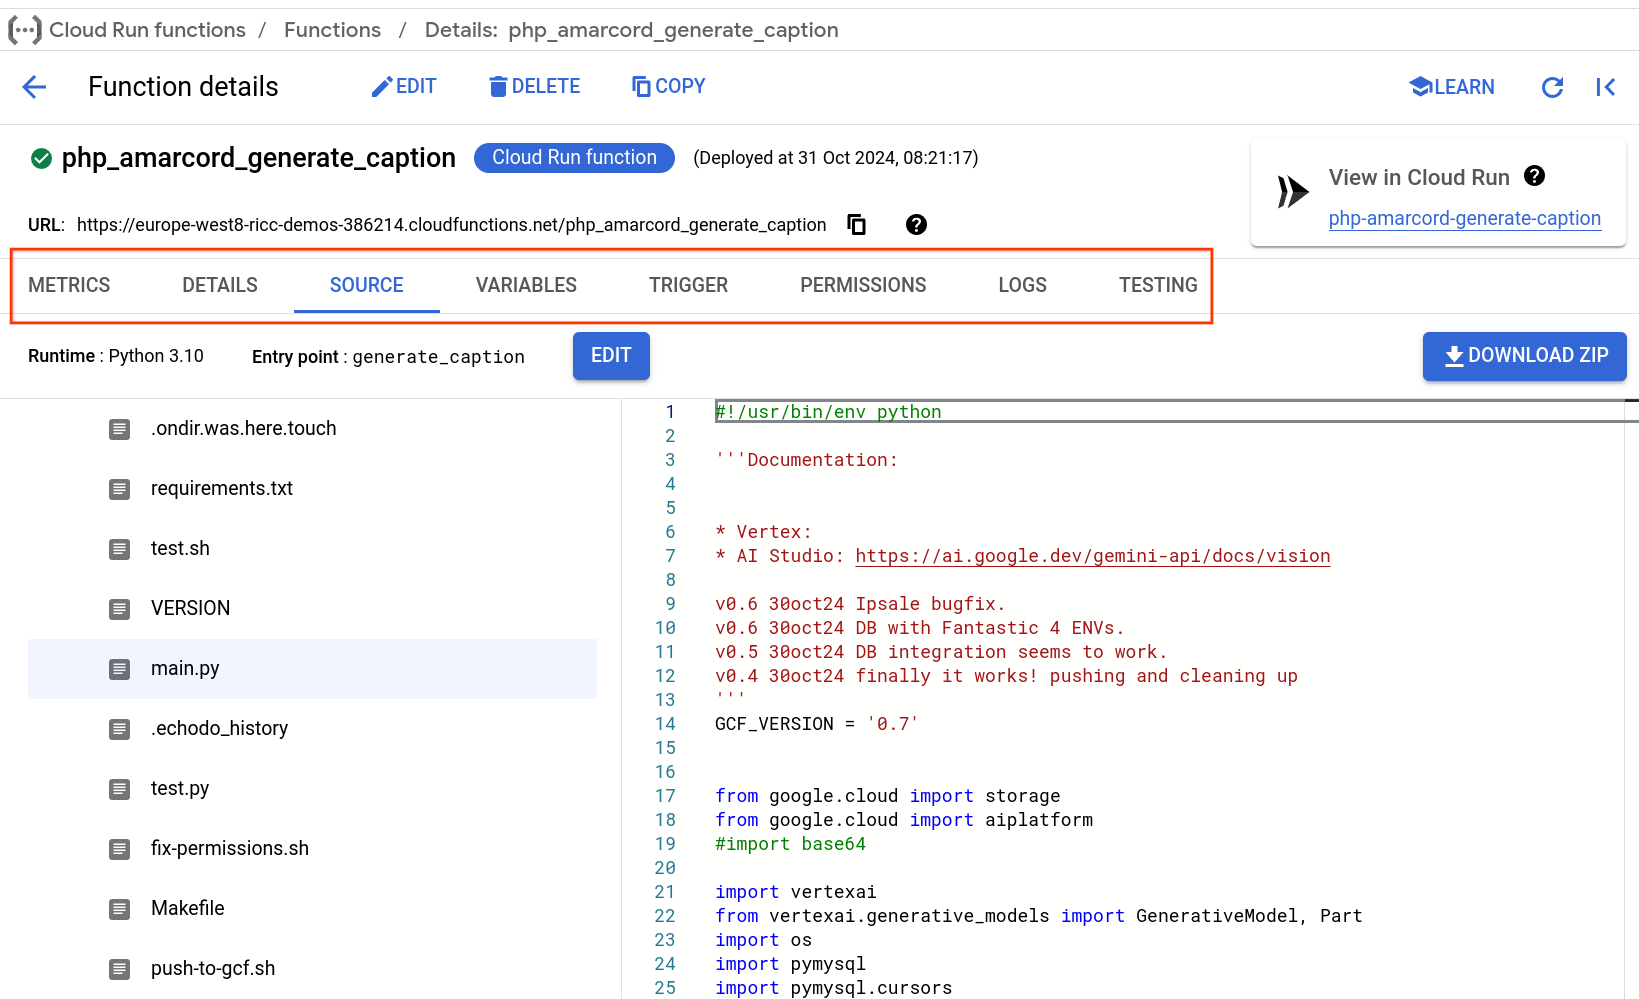 Cloud Run functions / Functions / Details: php_amarcord_generate_caption
Function details EDIT DELETE COPY LEARN
php_amarcord_generate_caption Cloud Run function (Deployed at 31 Oct 2024, 08:21:17)
View in Cloud Run ?
php-amarcord-generate-caption
URL: https://europe-west8-ricc-demos-386214.cloudfunctions.net/php_amarcord_generate_caption ?
METRICS DETAILS SOURCE VARIABLES TRIGGER PERMISSIONS LOGS TESTING
Runtime : Python 3.10 Entry point : generate_caption EDIT DOWNLOAD ZIP
.ondir.was.here.touch
requirements.txt
test.sh
VERSION
main.py
.echodo_history
test.py
fix-permissions.sh
Makefile
push-to-gcf.sh
1 #!/usr/bin/env python
2
3 '''Documentation:
4
5
6 * Vertex:
7 * AI Studio: https://ai.google.dev/gemini-api/docs/vision
8
9 v0.6 30oct24 Ipsale bugfix.
10 v0.6 30oct24 DB with Fantastic 4 ENVs.
11 v0.5 30oct24 DB integration seems to work.
12 v0.4 30oct24 finally it works! pushing and cleaning up
13 '''
14 GCF_VERSION = '0.7'
15
16
17 from google.cloud import storage
18 from google.cloud import aiplatform
19 #import base64
20
21 import vertexai
22 from vertexai.generative_models import GenerativeModel, Part
23 import os
24 import pymysql
25 import pymysql.cursors